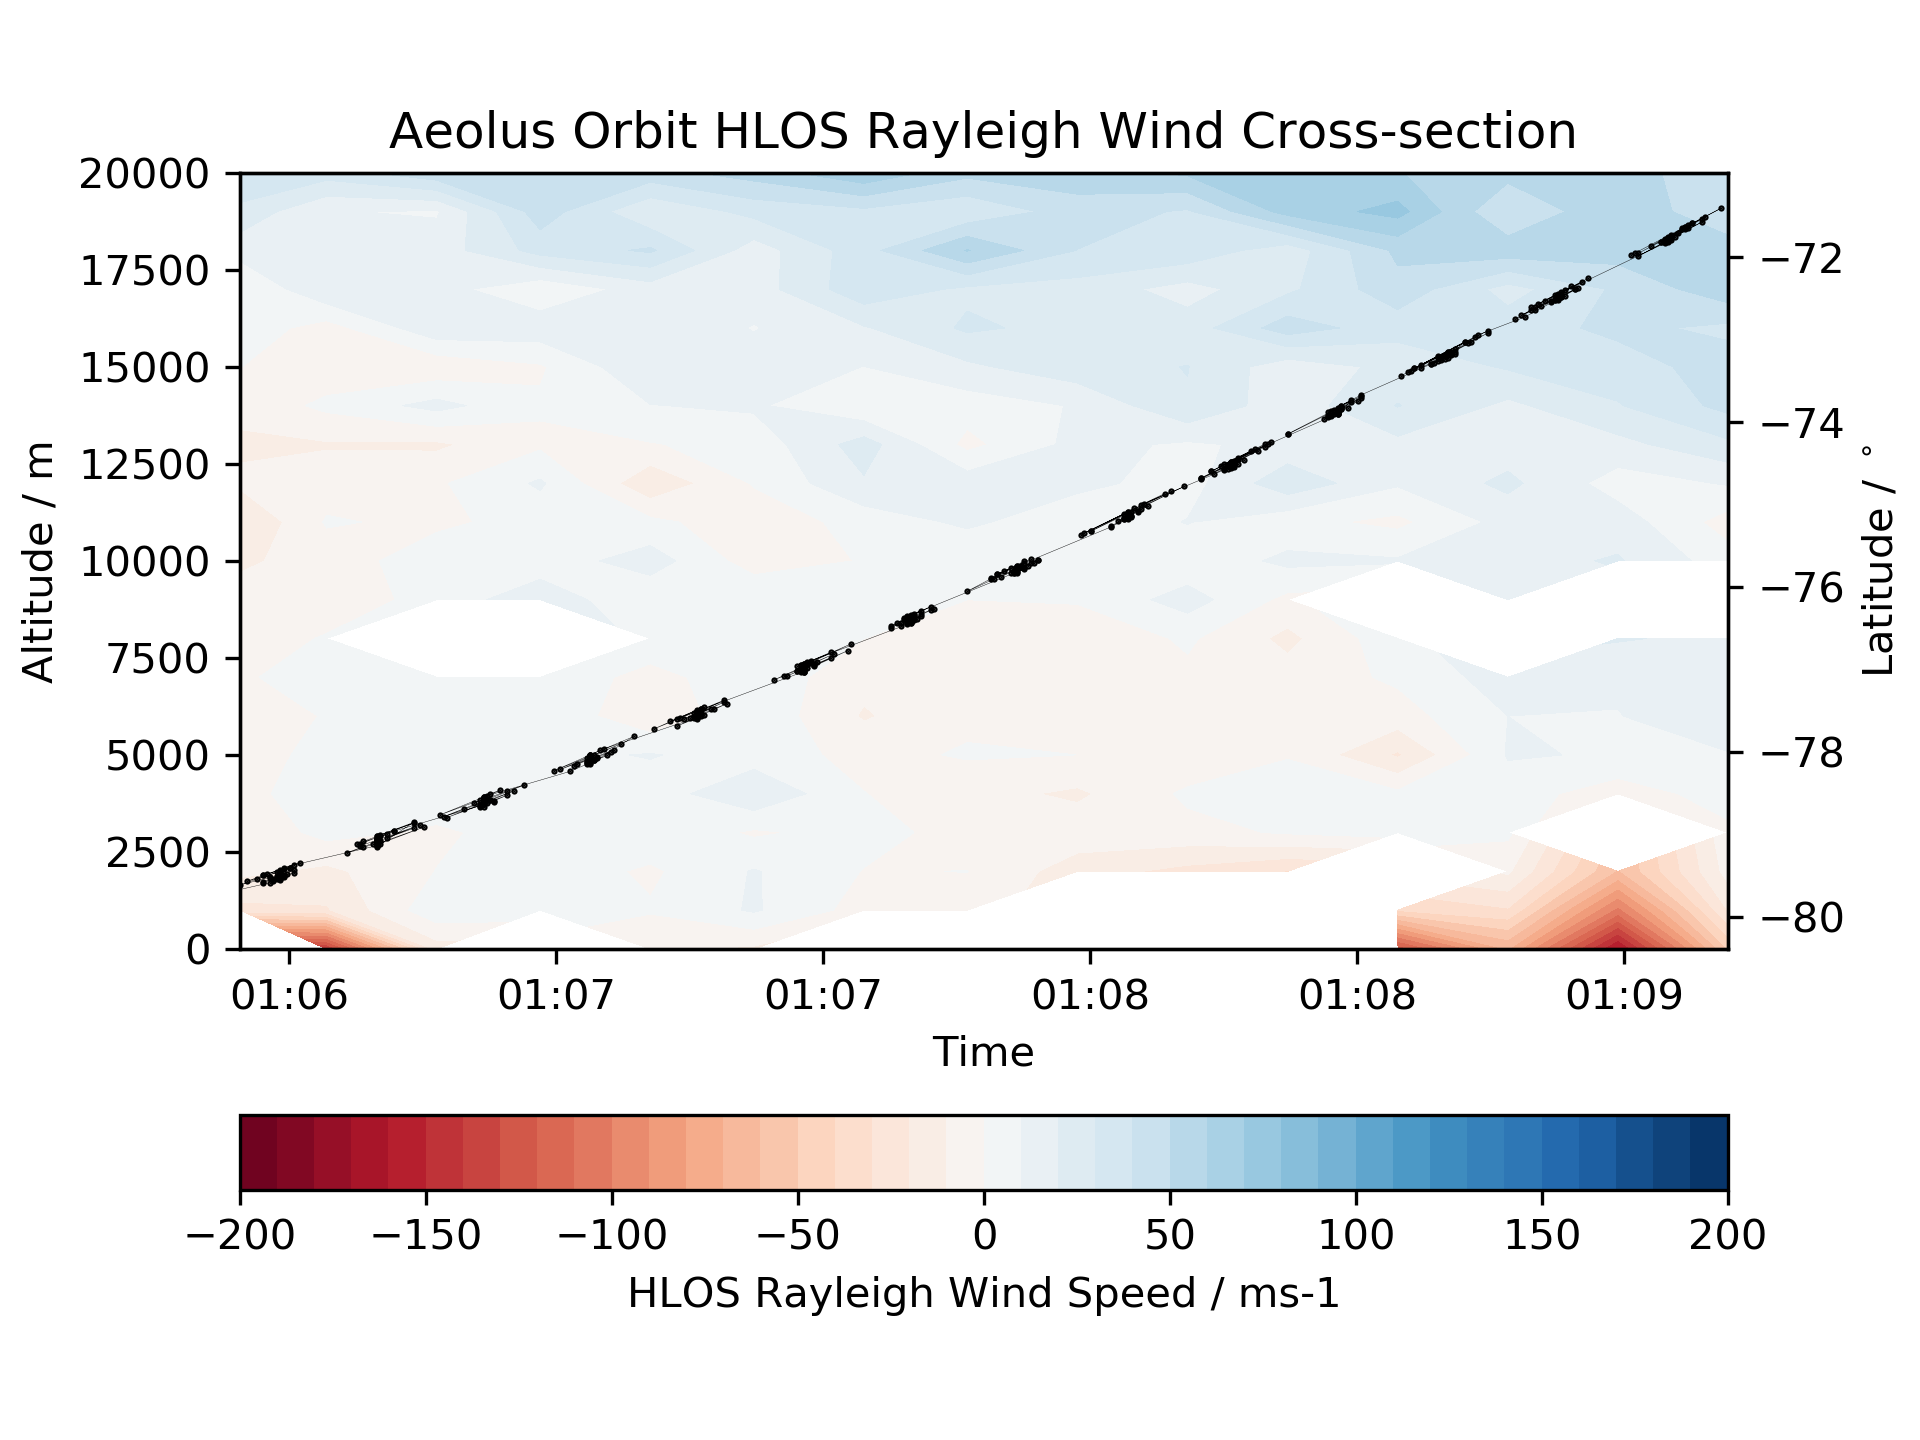 Aeolus Orbit HLOS Rayleigh Wind Cross-section
20000
17500
15000
12500
10000
7500
5000
2500
0
Altitude / m
−72
−74
−76
−78
−80
Latitude / °
01:06 01:07 01:07 01:08 01:08 01:09
Time
−200 −150 −100 −50 0 50 100 150 200
HLOS Rayleigh Wind Speed / ms-1